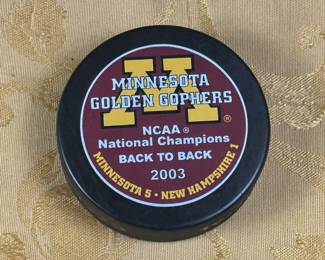 M
MINNESOTA
GOLDEN GOPHERS
®
NCAA ®
National Champions
BACK TO BACK
2003
MINNESOTA 5 • NEW HAMPSHIRE 1